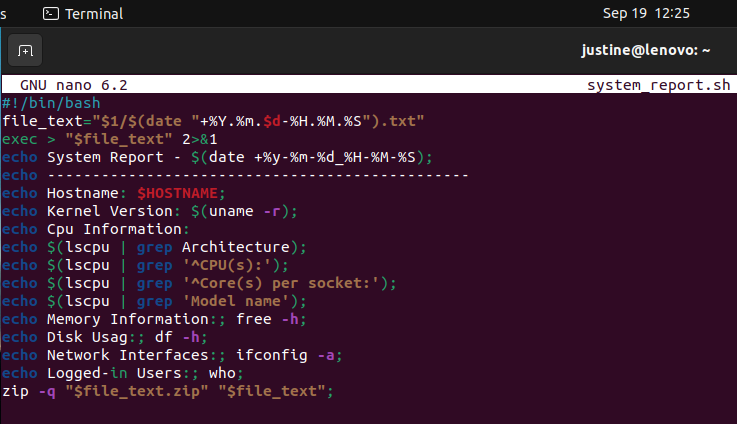 s Terminal Sep 19 12:25
justine@lenovo: ~
GNU nano 6.2 system_report.sh
#!/bin/bash
file_text="$1/$(date "+%Y.%m.$d-%H.%M.%S").txt"
exec > "$file_text" 2>&1
echo System Report - $(date +%y-%m-%d_%H-%M-%S);
echo -----------------------------------------------
echo Hostname: $HOSTNAME;
echo Kernel Version: $(uname -r);
echo Cpu Information:
echo $(lscpu | grep Architecture);
echo $(lscpu | grep '^CPU(s):');
echo $(lscpu | grep '^Core(s) per socket:');
echo $(lscpu | grep 'Model name');
echo Memory Information:; free -h;
echo Disk Usag:; df -h;
echo Network Interfaces:; ifconfig -a;
echo Logged-in Users:; who;
zip -q "$file_text.zip" "$file_text";